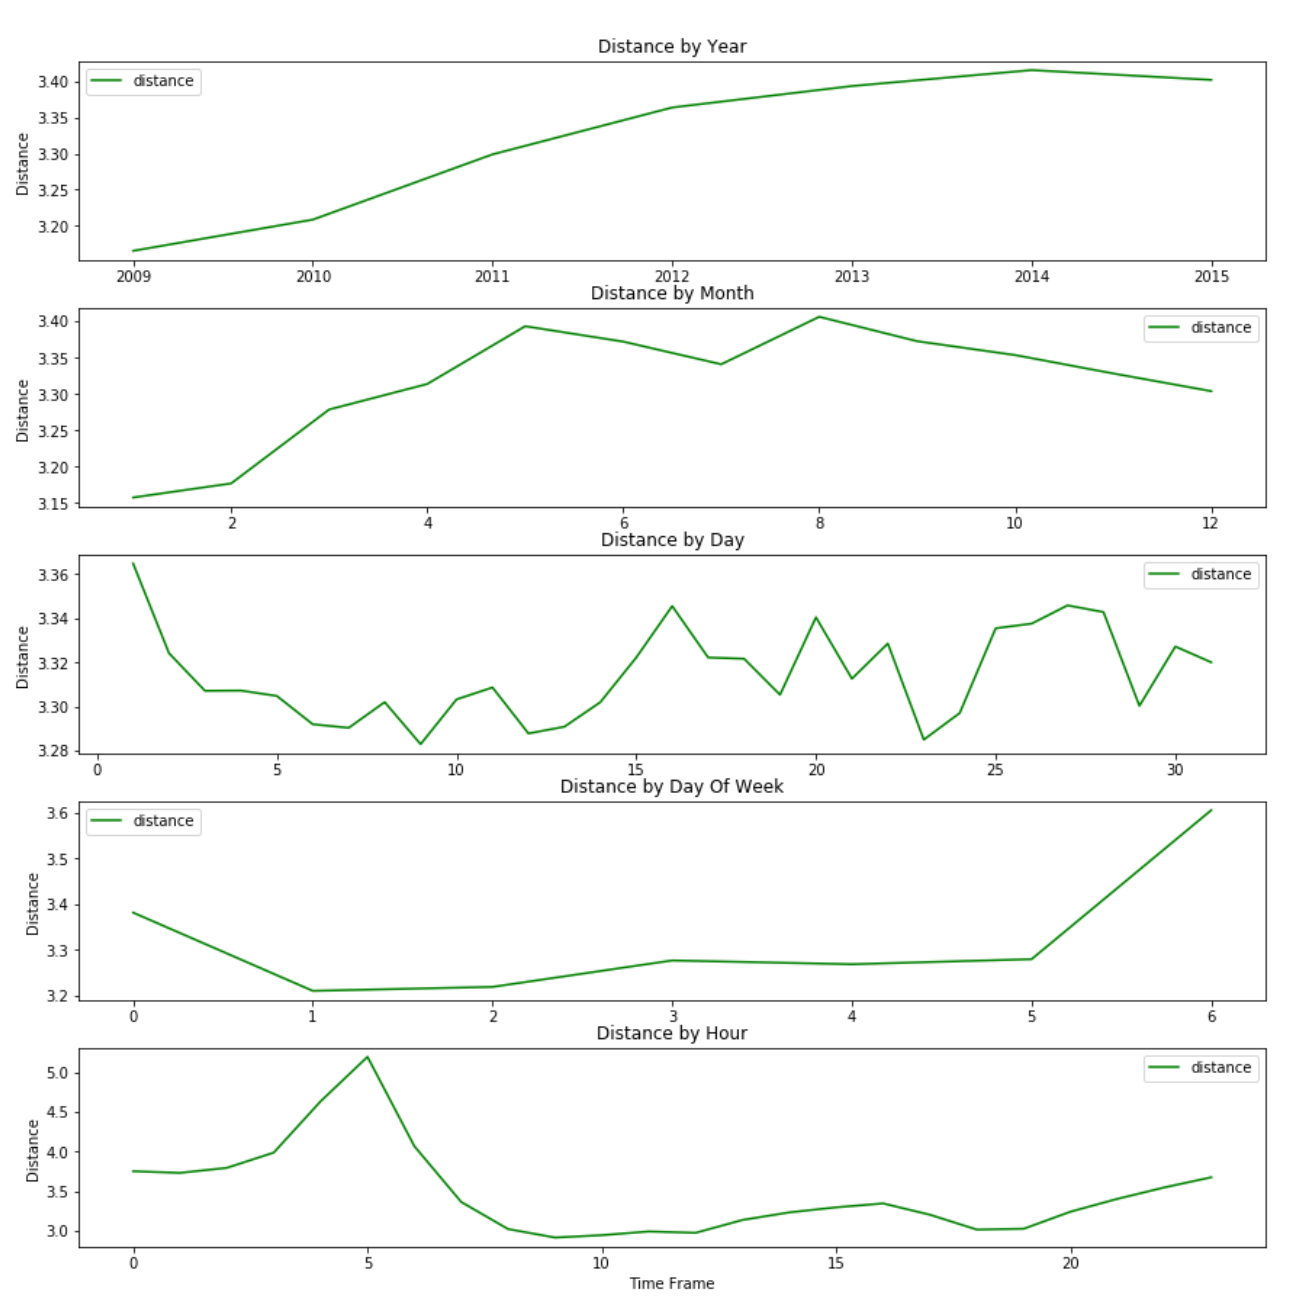 Distance by Year
distance
3.40
3.35
3.30
3.25
3.20
Distance
2009 2010 2011 2012 2013 2014 2015
Distance by Month
distance
3.40
3.35
3.30
3.25
3.20
3.15
Distance
2 4 6 8 10 12
Distance by Day
distance
3.36
3.34
3.32
3.30
3.28
Distance
0 5 10 15 20 25 30
Distance by Day Of Week
distance
3.6
3.5
3.4
3.3
3.2
Distance
0 1 2 3 4 5 6
Distance by Hour
distance
5.0
4.5
4.0
3.5
3.0
Distance
0 5 10 15 20
Time Frame